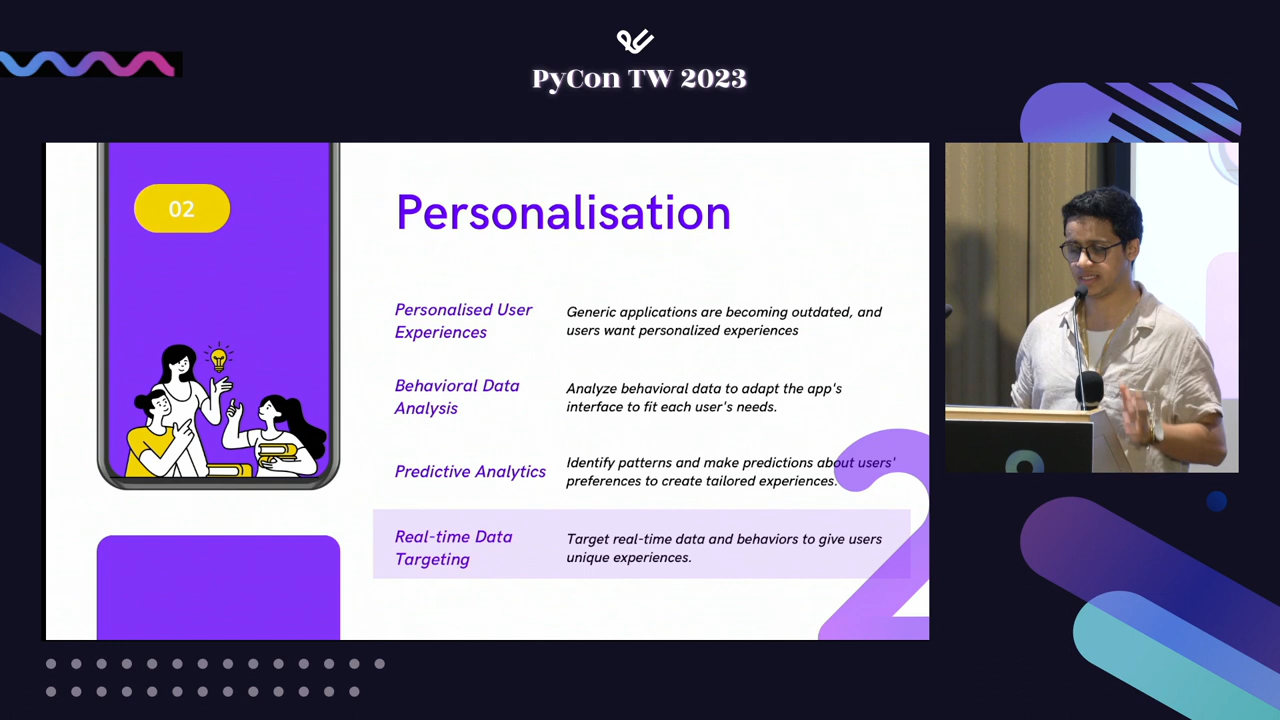 PyCon TW 2023
02
Personalisation
Personalised User
Experiences
Generic applications are becoming outdated, and
users want personalized experiences
Behavioral Data
Analysis
Analyze behavioral data to adapt the app's
interface to fit each user's needs.
Predictive Analytics
Identify patterns and make predictions about users'
preferences to create tailored experiences.
Real-time Data
Targeting
Target real-time data and behaviors to give users
unique experiences.
2